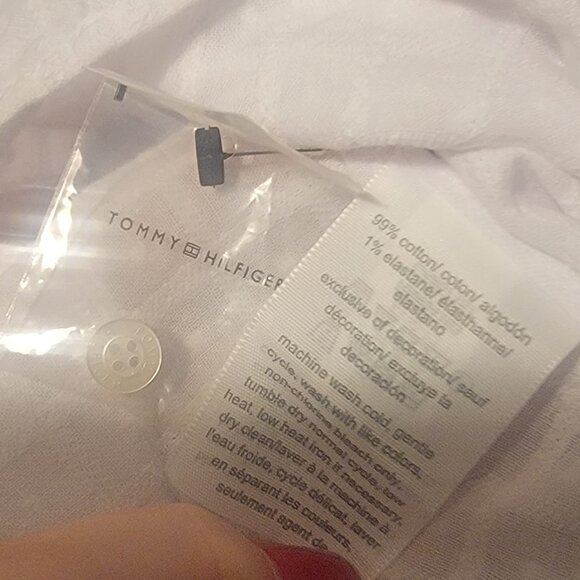 TOMMY HILFIGER
99% cotton/ coton/ algodón
1% elastane/ élasthanne/
elastano
exclusive of decoration/ sauf
décoration/ excluye la
decoración
machine wash cold, gentle
cycle, wash with like colors,
non-chlorine bleach only,
tumble dry normal cycle, low
heat, low heat iron if necessary,
dry clean/laver à la machine à
l'eau froide, cycle délicat, laver
en séparant les couleurs,
seulement agent de